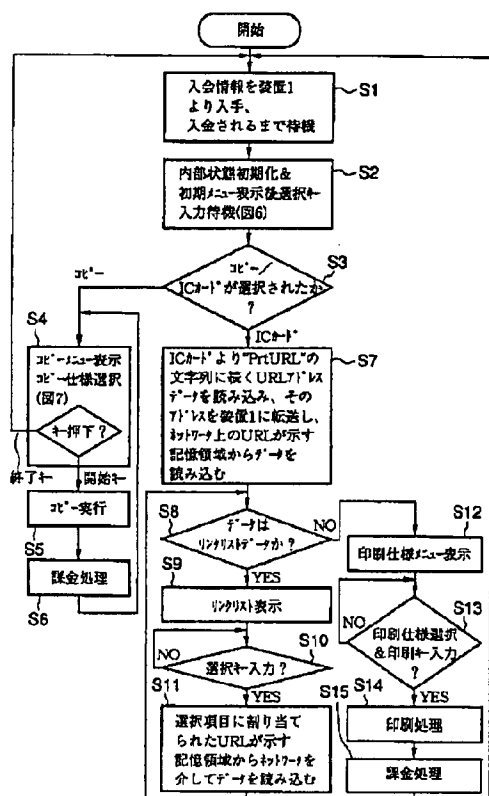 開始
入会情報を装置1
より入手、
入金されるまで待機
S1
内部状態初期化&
初期メニュー表示後選択キー
入力待機(図6)
S2
コピー/
ICカードが選択されたか
?
S3
コピー
ICカード
S4
コピーメニュー表示
コピー仕様選択
(図7)
キー押下?
終了キー
開始キー
コピー実行
S5
課金処理
S6
ICカードより"PrtURL"の
文字列に続くURLアドレス
データを読み込み、その
アドレスを装置1に転送し、
ネットワーク上のURLが示す
記憶領域からデータを
読み込む
S7
S8
データは
リンクリストデータか?
NO
YES
S9
リンクリスト表示
S10
NO
選択キー入力?
YES
S11
選択項目に割り当て
られたURLが示す
記憶領域からネットワークを
介してデータを読み込む
S12
印刷仕様メニュー表示
S13
NO
印刷仕様選択
&印刷キー入力
?
YES
S14
印刷処理
S15
課金処理